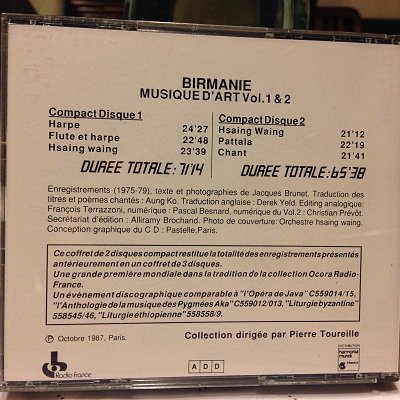 BIRMANIE
MUSIQUE D'ART Vol.1 & 2
Compact Disque 1
Harpe 24'27
Flute et harpe 22'48
Hsaing waing 23'39
DUREE TOTALE: 71'14
Compact Disque 2
Hsaing Waing 21'12
Pattala 22'19
Chant 21'41
DUREE TOTALE: 65'38
Enregistrements (1975-79), texte et photographies de Jacques Brunet. Traduction des
titres et poèmes chantés : Aung Ko. Traduction anglaise : Derek Yeld. Editing analogique:
François Terrazzoni, numérique : Pascal Besnard, numérique du Vol.2 : Christian Prévôt.
Secrétariat d'édition : Alliramy Brochand. Photo de couverture: Orchestre hsaing waing.
Conception graphique du C D : Pastelle, Paris.
Ce coffret de 2 disques compact restitue la totalité des enregistrements présentés
antérieurement en un coffret de 3 disques.
Une grande première mondiale dans la tradition de la collection Ocora Radio-
France.
Un évènement discographique comparable à "l'Opéra de Java" C559014/15,
"l'Anthologie de la musique des Pygmées Aka" C559012/013, "Liturgie byzantine"
558545/46, "Liturgie éthiopienne" 558558/9.
Ⓟ Octobre 1987, Paris.
Collection dirigée par Pierre Toureille
Radio France
A D D
DISTRIBUTION
harmonia
mundi
FRANCE